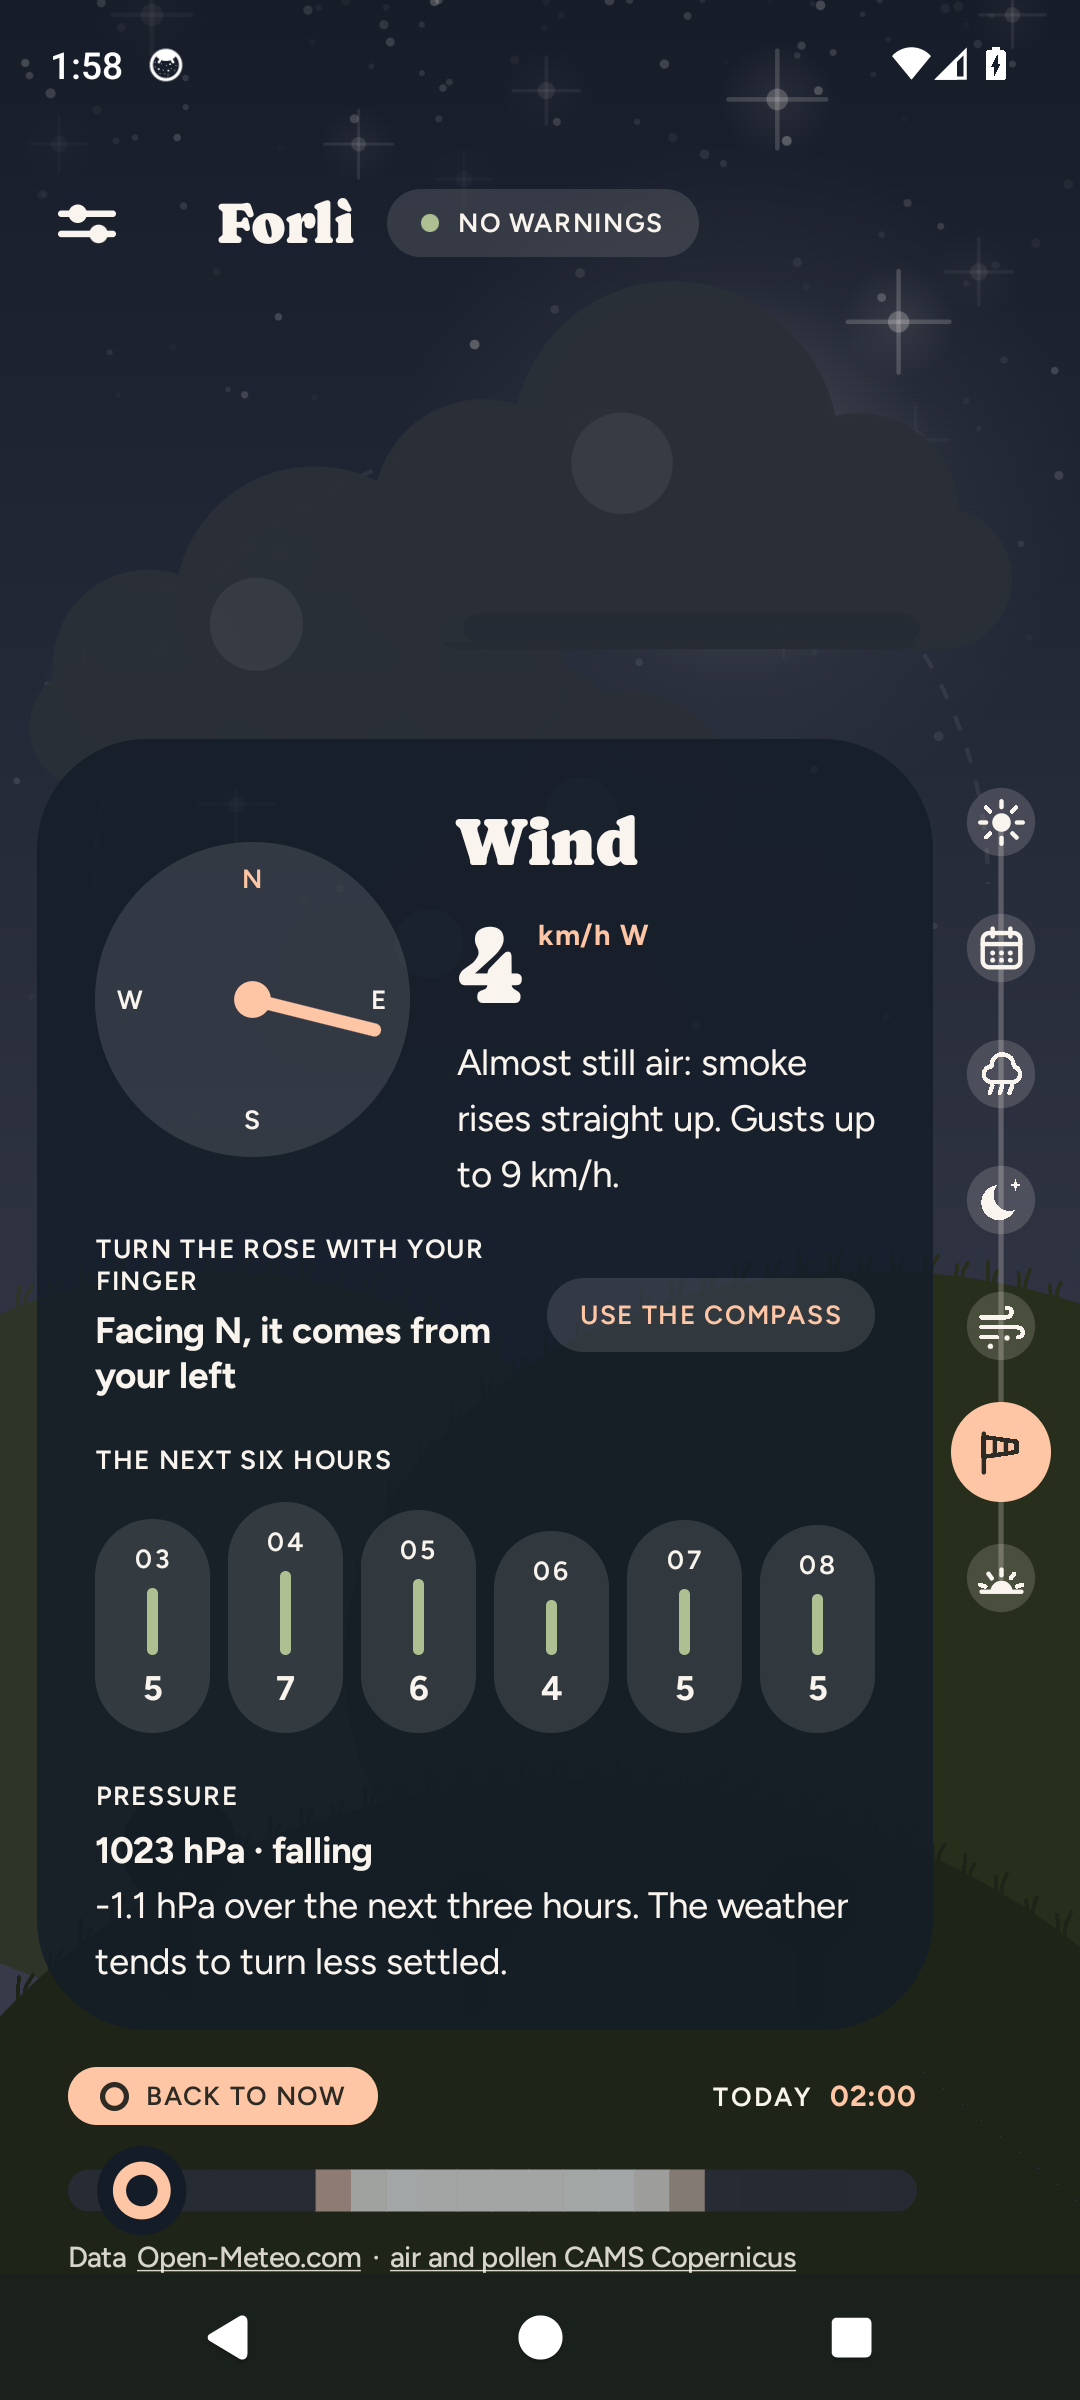 1:58
Forlì
NO WARNINGS
Wind
4 km/h W
N
W
E
S
Almost still air: smoke
rises straight up. Gusts up
to 9 km/h.
TURN THE ROSE WITH YOUR
FINGER
Facing N, it comes from
your left
USE THE COMPASS
THE NEXT SIX HOURS
03 04 05 06 07 08
5 7 6 4 5 5
PRESSURE
1023 hPa · falling
-1.1 hPa over the next three hours. The weather
tends to turn less settled.
BACK TO NOW
TODAY 02:00
Data Open-Meteo.com · air and pollen CAMS Copernicus